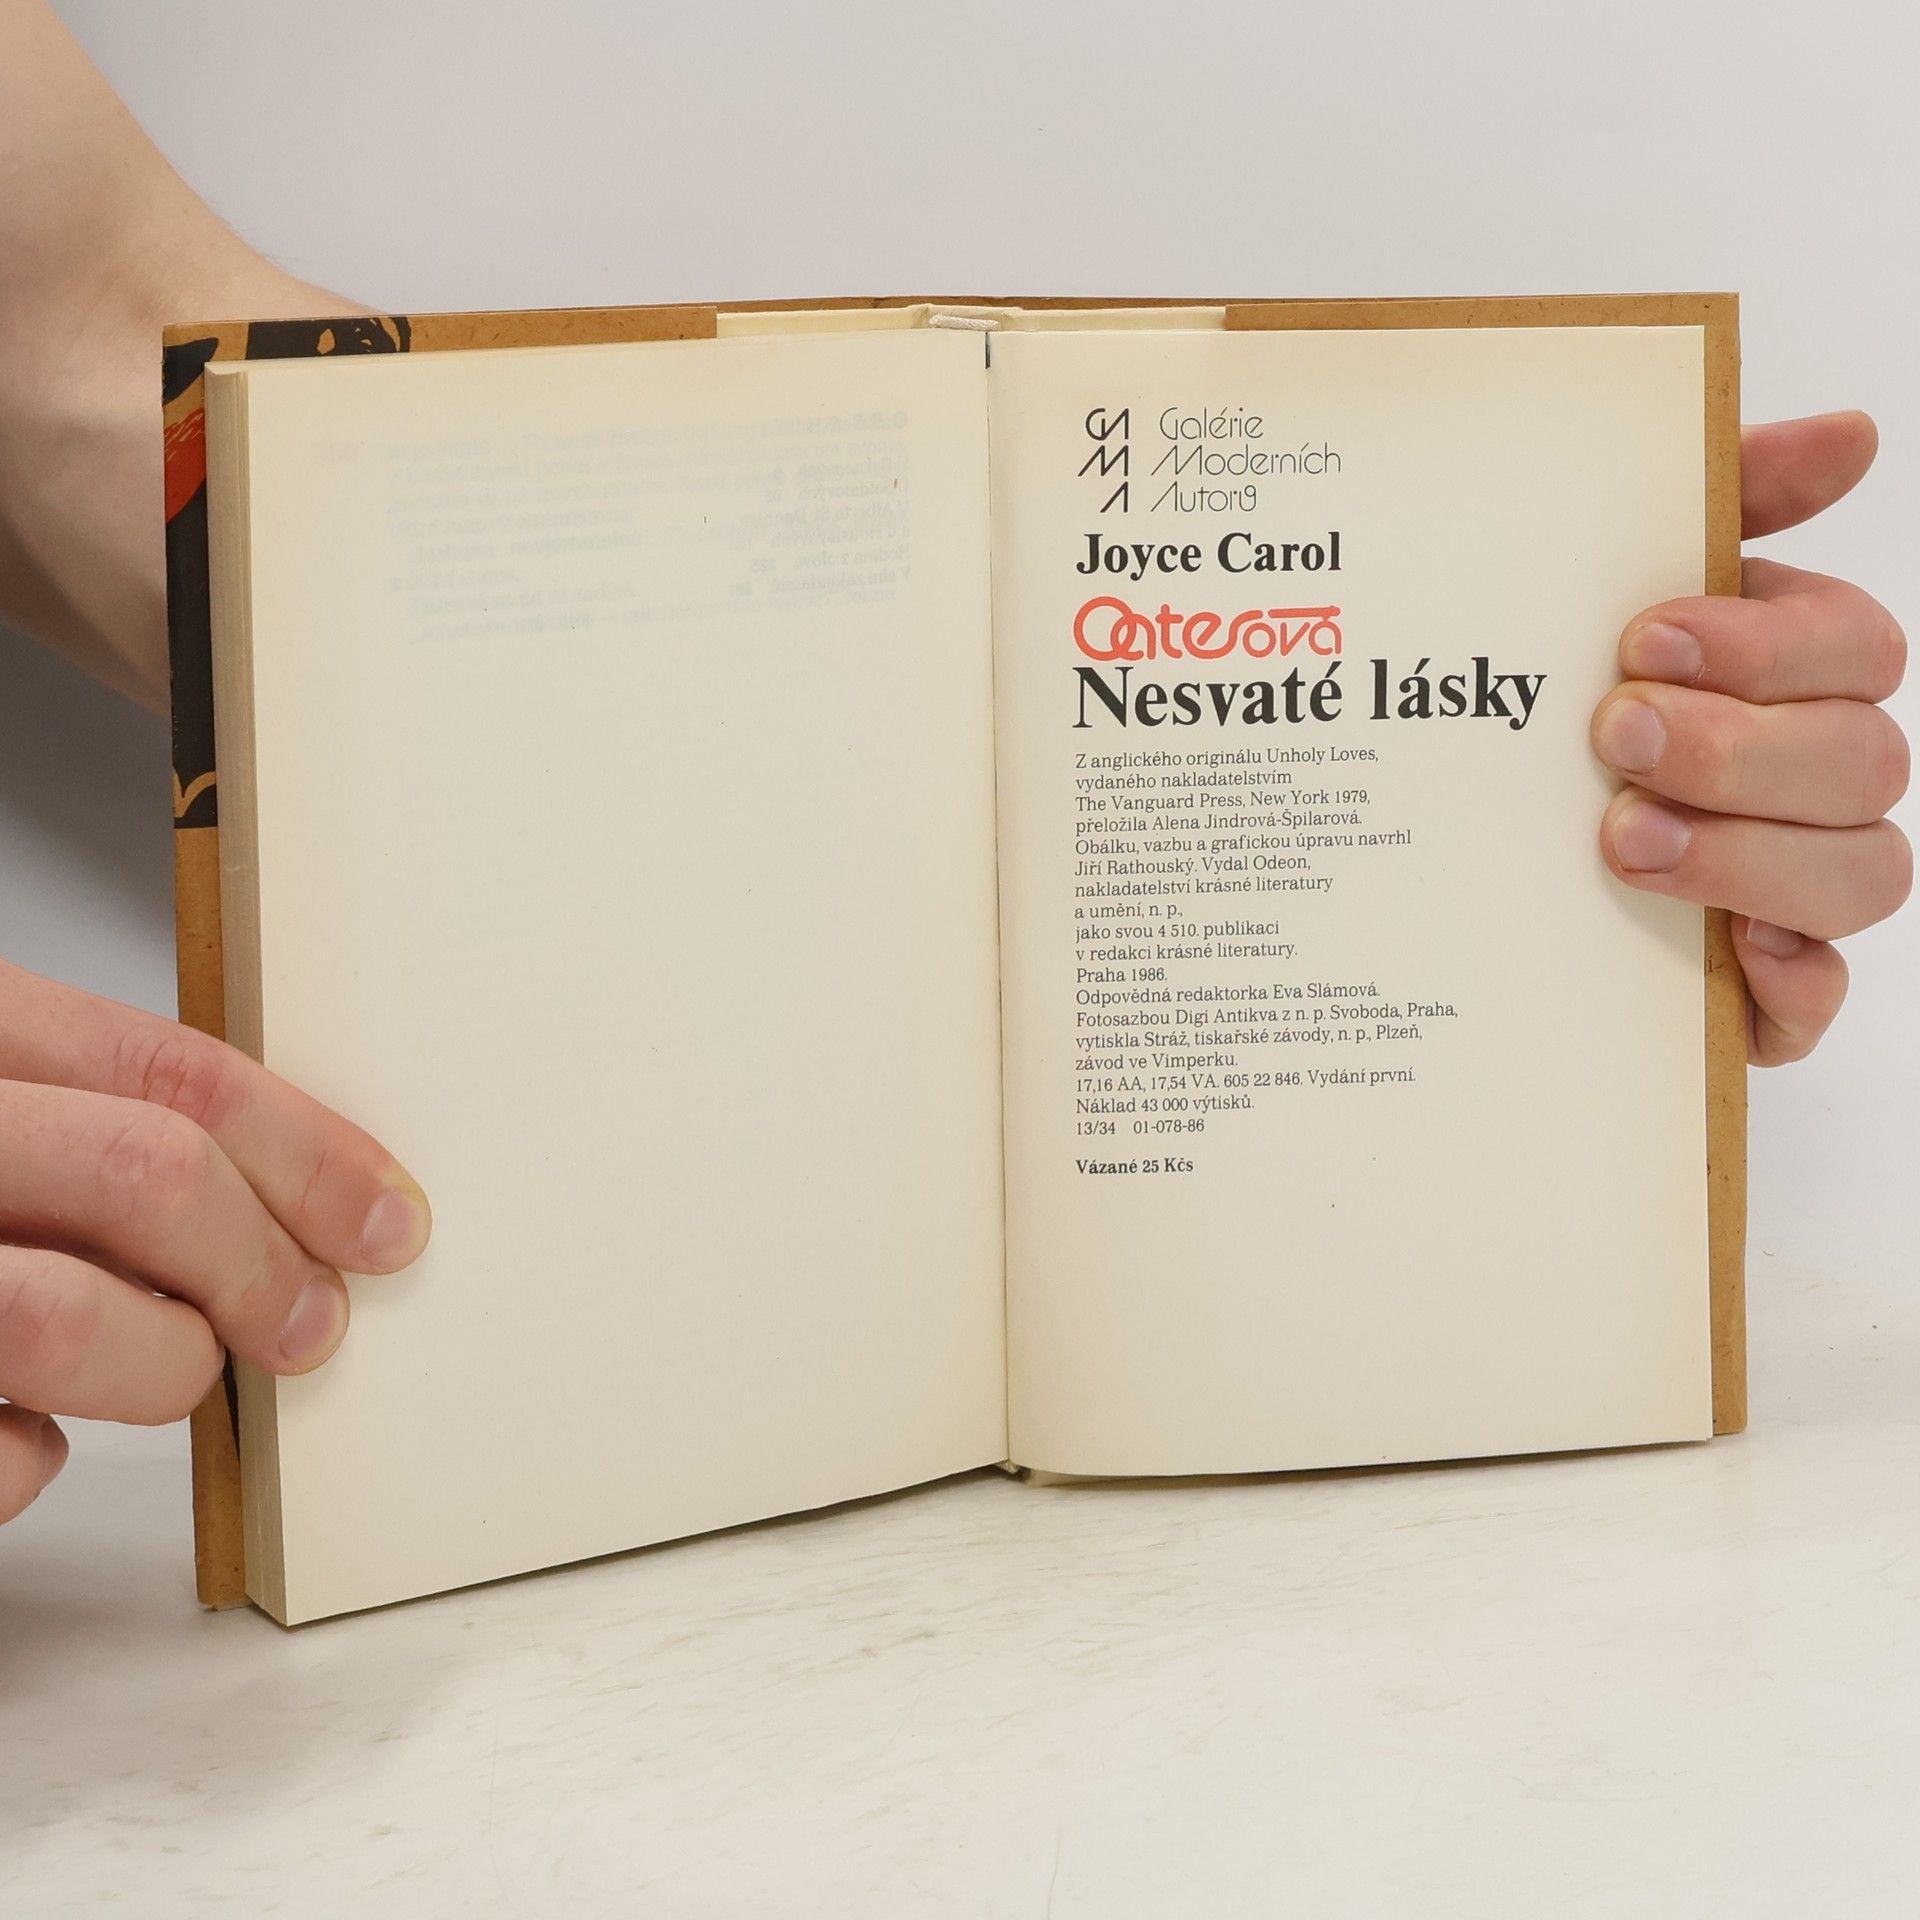 GA Galérie
M Moderních
A Autorů
Joyce Carol
Oatesová
Nesvaté lásky
Z anglického originálu Unholy Loves,
vydaného nakladatelstvím
The Vanguard Press, New York 1979,
přeložila Alena Jindrová-Špilarová.
Obálku, vazbu a grafickou úpravu navrhl
Jiří Rathouský. Vydal Odeon,
nakladatelství krásné literatury
a umění, n. p.,
jako svou 4 510. publikaci
v redakci krásné literatury.
Praha 1986.
Odpovědná redaktorka Eva Slámová.
Fotosazbou Digi Antikva z n. p. Svoboda, Praha,
vytiskla Stráž, tiskařské závody, n. p., Plzeň,
závod ve Vimperku.
17,16 AA, 17,54 VA. 605 22 846. Vydání první.
Náklad 43 000 výtisků.
13/34 01-078-86
Vázané 25 Kčs